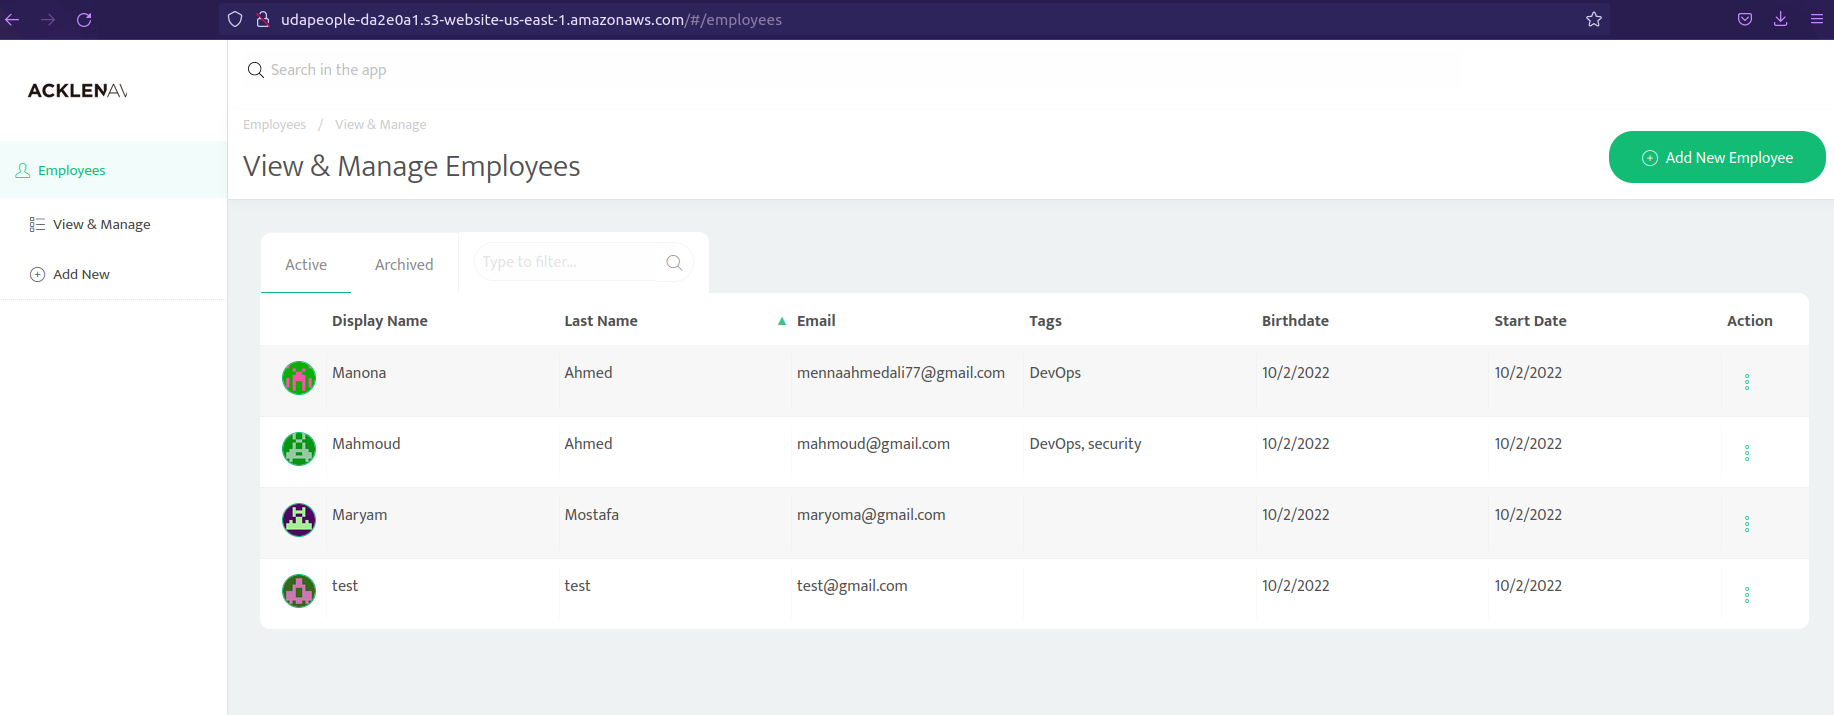 udapeople-da2e0a1.s3-website-us-east-1.amazonaws.com/#/employees
ACKLENAV
Search in the app
Employees / View & Manage
View & Manage Employees
Add New Employee
Employees
View & Manage
Add New
Active Archived Type to filter...
Display Name Last Name ▲ Email Tags Birthdate Start Date Action
Manona Ahmed mennaahmedali77@gmail.com DevOps 10/2/2022 10/2/2022
Mahmoud Ahmed mahmoud@gmail.com DevOps, security 10/2/2022 10/2/2022
Maryam Mostafa maryoma@gmail.com 10/2/2022 10/2/2022
test test test@gmail.com 10/2/2022 10/2/2022